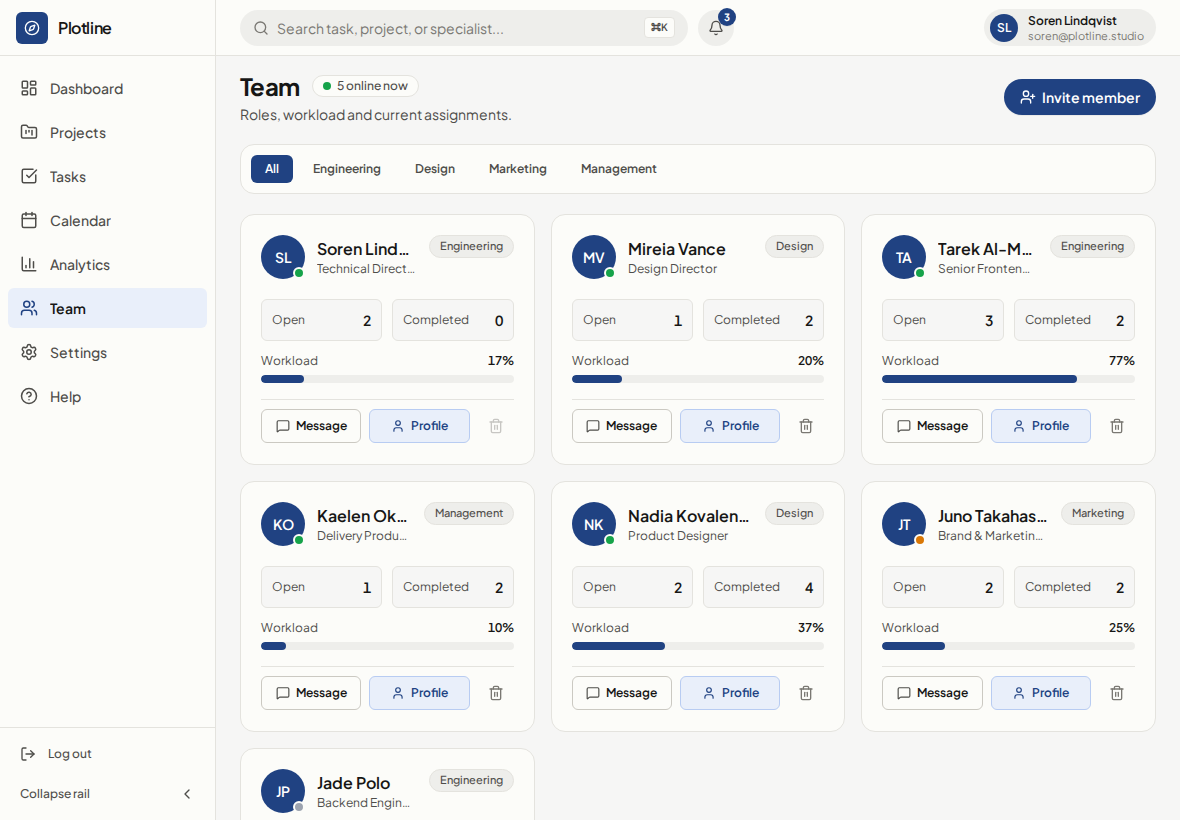 Plotline
Search task, project, or specialist...
⌘K
3
SL
Soren Lindqvist
soren@plotline.studio
Dashboard
Projects
Tasks
Calendar
Analytics
Team
Settings
Help
Log out
Collapse rail
Team
5 online now
Roles, workload and current assignments.
Invite member
All
Engineering
Design
Marketing
Management
SL
Soren Lind...
Technical Direct...
Engineering
Open 2
Completed 0
Workload 17%
Message
Profile
MV
Mireia Vance
Design Director
Design
Open 1
Completed 2
Workload 20%
Message
Profile
TA
Tarek Al-M...
Senior Fronten...
Engineering
Open 3
Completed 2
Workload 77%
Message
Profile
KO
Kaelen Ok...
Delivery Produ...
Management
Open 1
Completed 2
Workload 10%
Message
Profile
NK
Nadia Kovalen...
Product Designer
Design
Open 2
Completed 4
Workload 37%
Message
Profile
JT
Juno Takahas...
Brand & Marketin...
Marketing
Open 2
Completed 2
Workload 25%
Message
Profile
JP
Jade Polo
Backend Engin...
Engineering